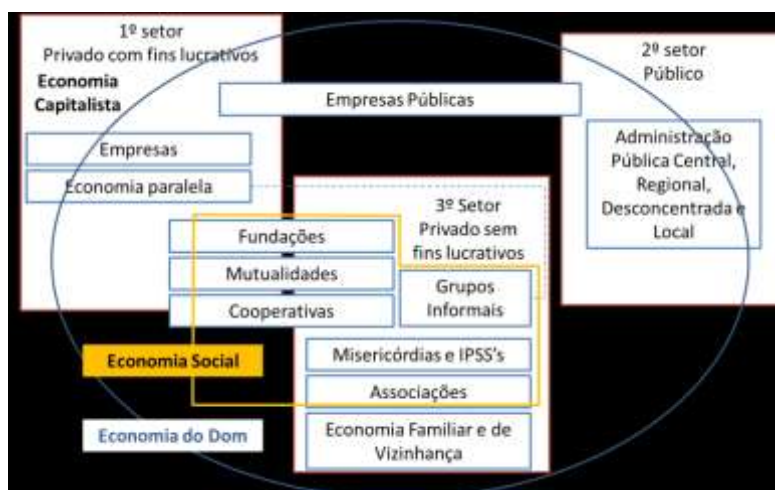 1º setor
Privado com fins lucrativos
Economia
Capitalista
Empresas
Economia paralela
Empresas Públicas
2º setor
Público
Administração
Pública Central,
Regional,
Desconcentrada e
Local
3º Setor
Privado sem
fins lucrativos
Fundações
Mutualidades
Cooperativas
Grupos
Informais
Economia Social
Misericórdias e IPSS's
Associações
Economia do Dom
Economia Familiar e de
Vizinhança